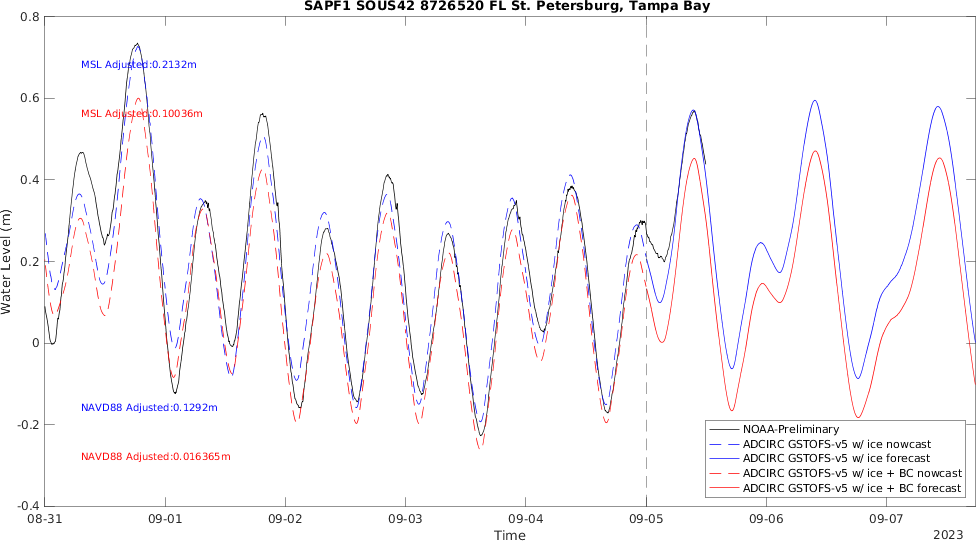 SAPF1 SOUS42 8726520 FL St. Petersburg, Tampa Bay
0.8
0.6
0.4
0.2
0
-0.2
-0.4
Water Level (m)
MSL Adjusted:0.2132m
MSL Adjusted:0.10036m
NAVD88 Adjusted:0.1292m
NAVD88 Adjusted:0.016365m
NOAA-Preliminary
ADCIRC GSTOFS-v5 w/ ice nowcast
ADCIRC GSTOFS-v5 w/ ice forecast
ADCIRC GSTOFS-v5 w/ ice + BC nowcast
ADCIRC GSTOFS-v5 w/ ice + BC forecast
08-31 09-01 09-02 09-03 09-04 09-05 09-06 09-07
Time
2023